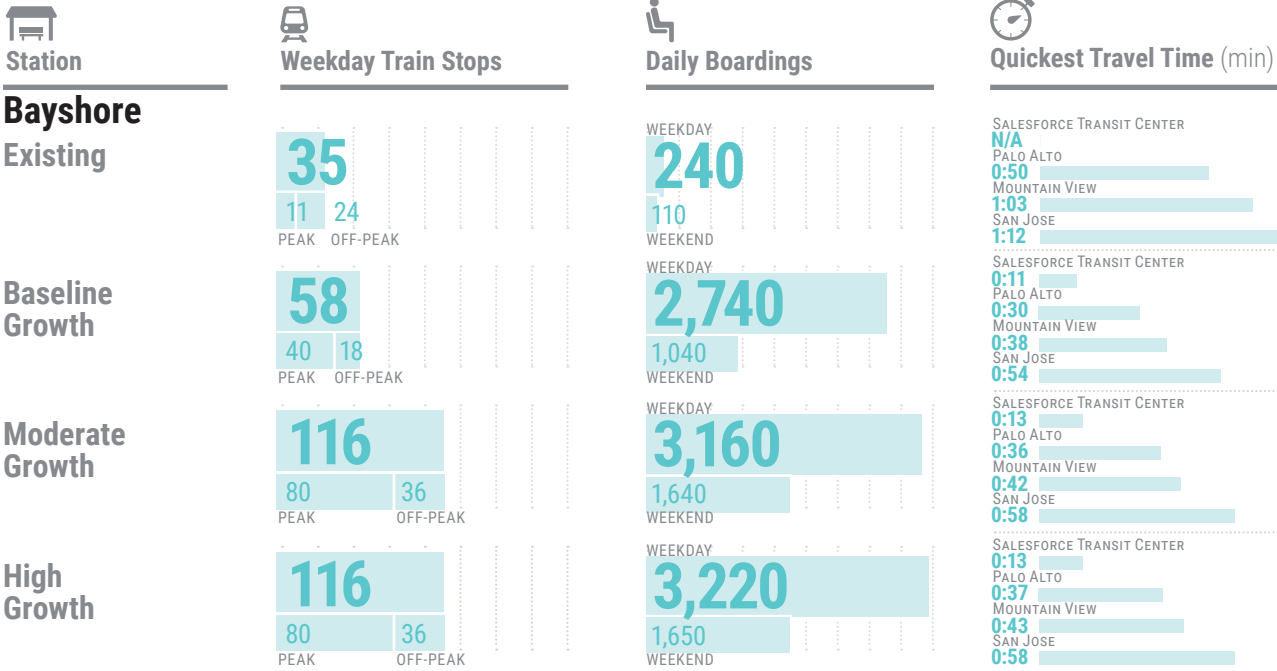 Station
Weekday Train Stops
Daily Boardings
Quickest Travel Time (min)
Bayshore
Existing
35
11 24
PEAK OFF-PEAK
WEEKDAY
240
110
WEEKEND
SALESFORCE TRANSIT CENTER
N/A
PALO ALTO
0:50
MOUNTAIN VIEW
1:03
SAN JOSE
1:12
Baseline
Growth
58
40 18
PEAK OFF-PEAK
WEEKDAY
2,740
1,040
WEEKEND
SALESFORCE TRANSIT CENTER
0:11
PALO ALTO
0:30
MOUNTAIN VIEW
0:38
SAN JOSE
0:54
Moderate
Growth
116
80 36
PEAK OFF-PEAK
WEEKDAY
3,160
1,640
WEEKEND
SALESFORCE TRANSIT CENTER
0:13
PALO ALTO
0:36
MOUNTAIN VIEW
0:42
SAN JOSE
0:58
High
Growth
116
80 36
PEAK OFF-PEAK
WEEKDAY
3,220
1,650
WEEKEND
SALESFORCE TRANSIT CENTER
0:13
PALO ALTO
0:37
MOUNTAIN VIEW
0:43
SAN JOSE
0:58